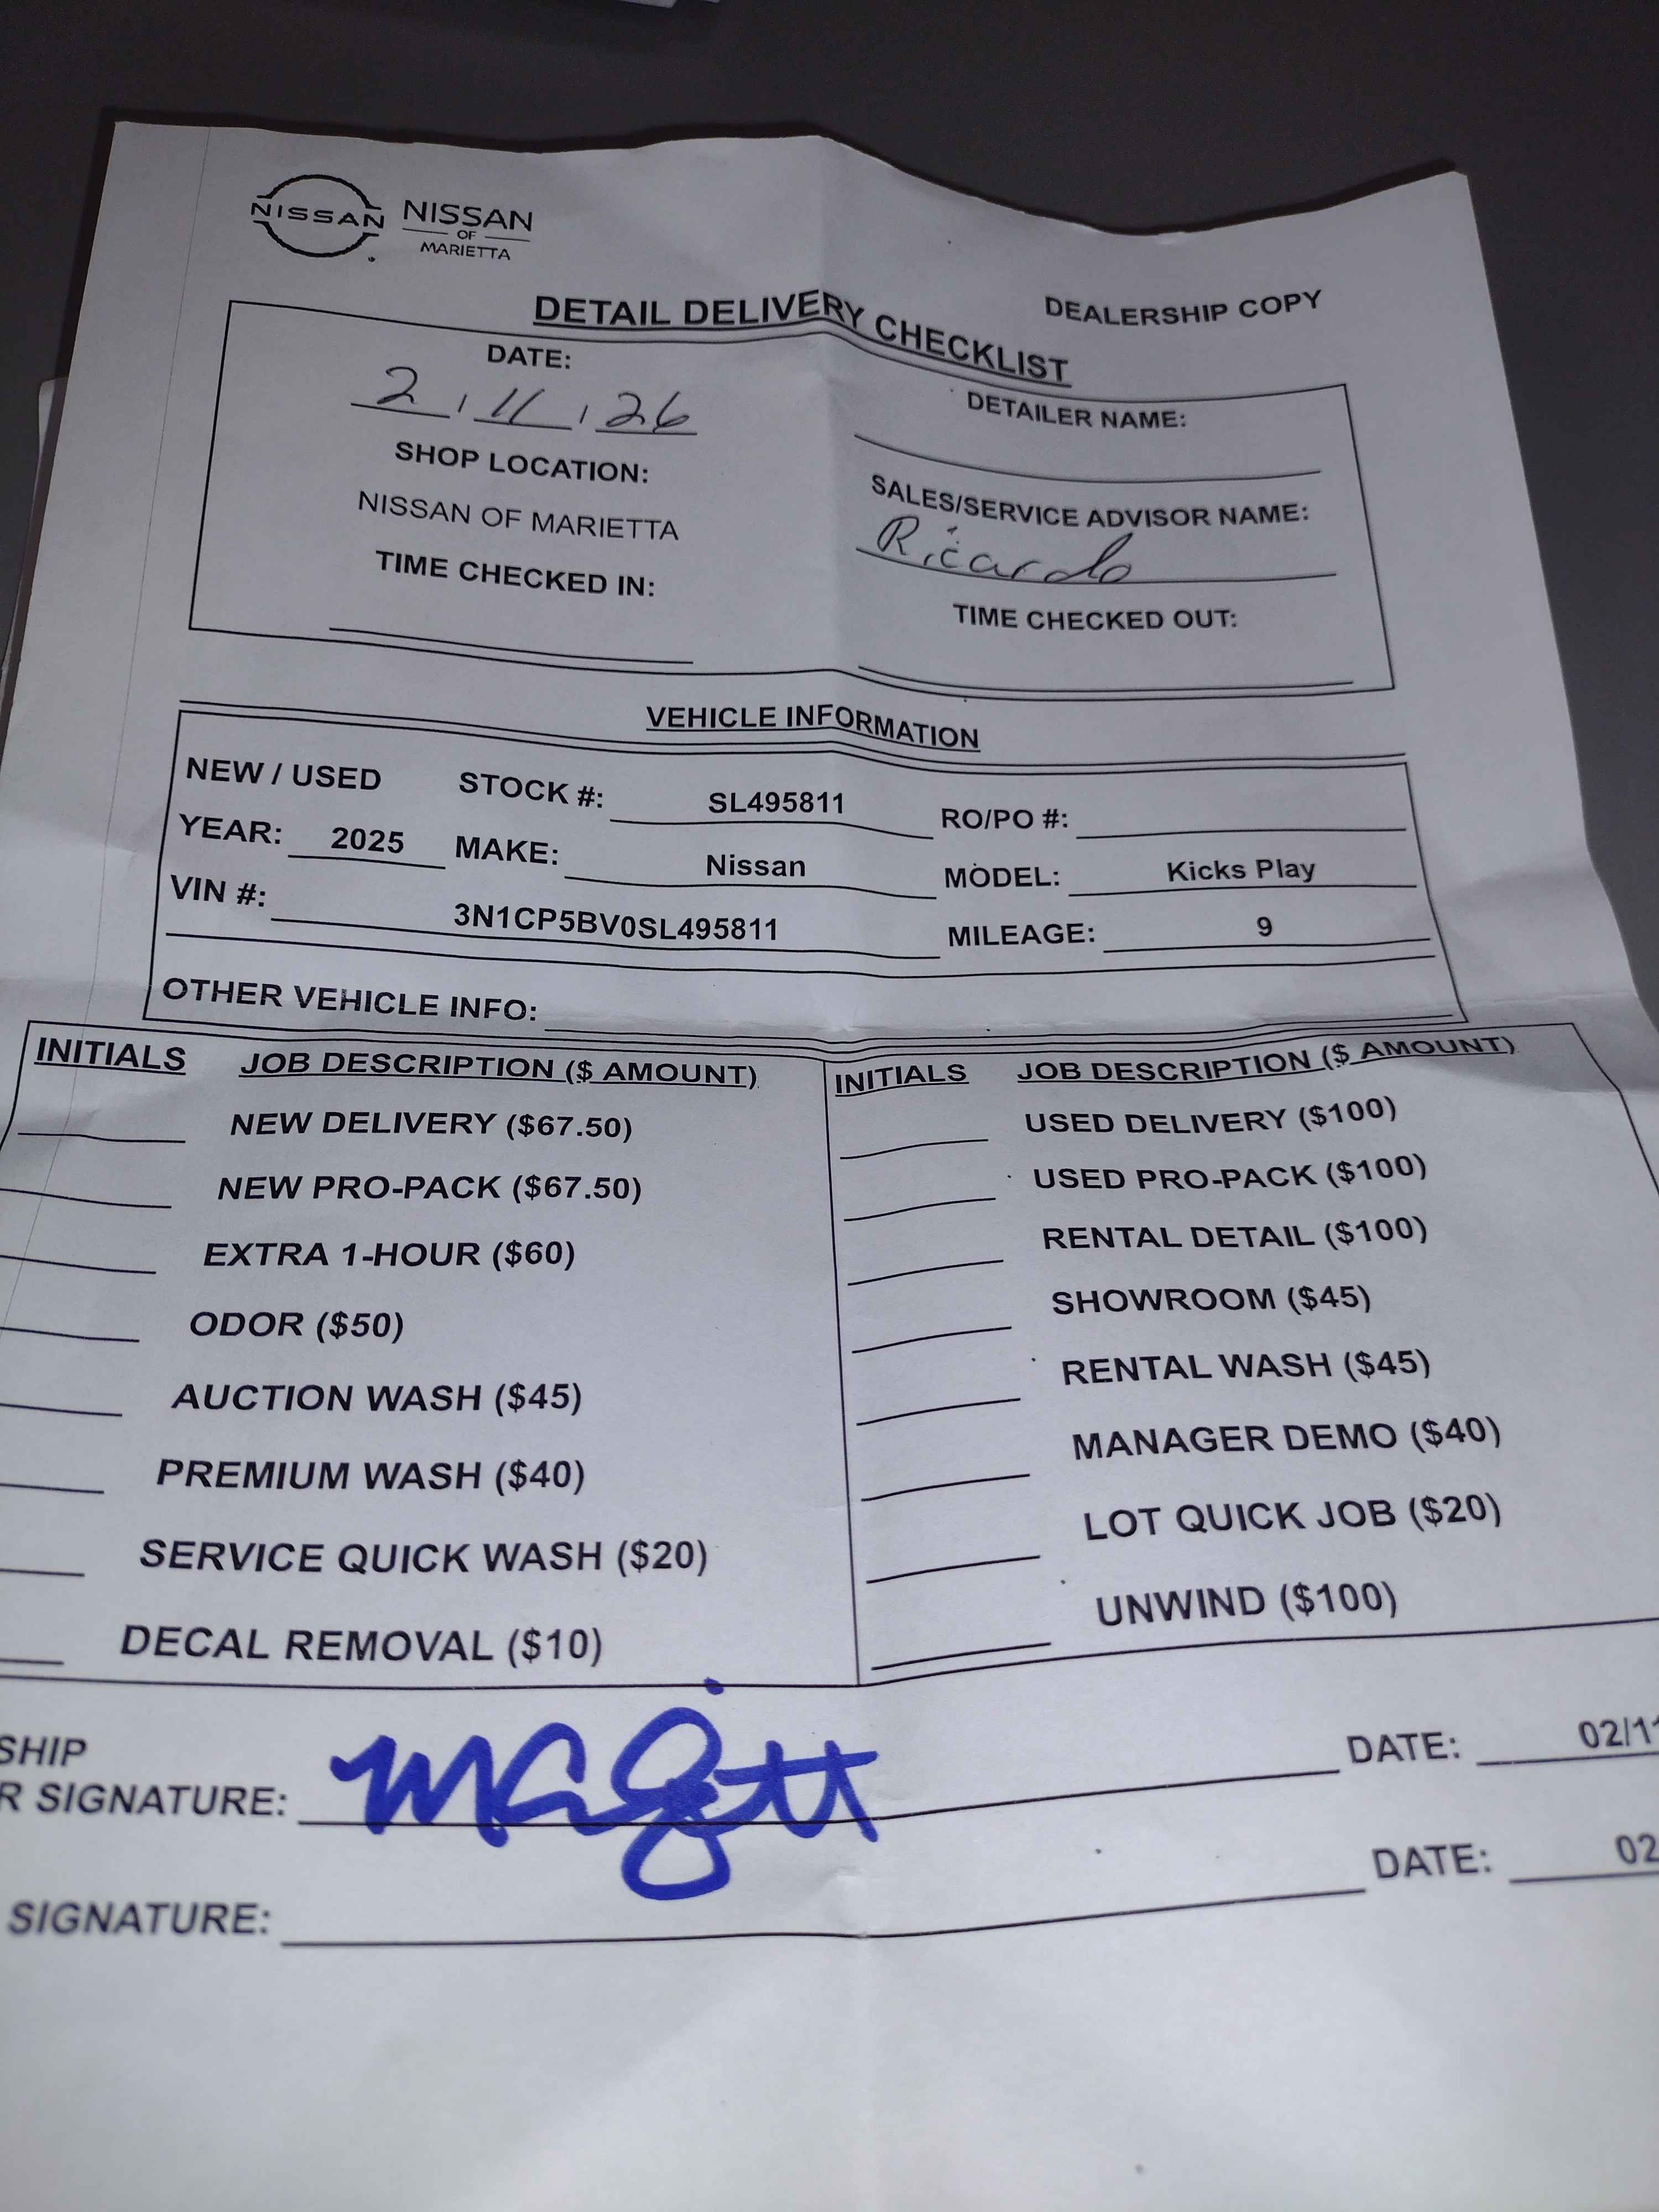 NISSAN NISSAN
OF
MARIETTA
DEALERSHIP COPY
DETAIL DELIVERY CHECKLIST
DATE:
2 / 11 / 26
DETAILER NAME:
SHOP LOCATION:
NISSAN OF MARIETTA
SALES/SERVICE ADVISOR NAME:
Ricardo
TIME CHECKED IN:
TIME CHECKED OUT:
VEHICLE INFORMATION
NEW / USED STOCK #: SL495811 RO/PO #:
YEAR: 2025 MAKE: Nissan MODEL: Kicks Play
VIN #: 3N1CP5BV0SL495811 MILEAGE: 9
OTHER VEHICLE INFO:
INITIALS JOB DESCRIPTION ($ AMOUNT) INITIALS JOB DESCRIPTION ($ AMOUNT)
NEW DELIVERY ($67.50) USED DELIVERY ($100)
NEW PRO-PACK ($67.50) USED PRO-PACK ($100)
EXTRA 1-HOUR ($60) RENTAL DETAIL ($100)
ODOR ($50) SHOWROOM ($45)
AUCTION WASH ($45) RENTAL WASH ($45)
PREMIUM WASH ($40) MANAGER DEMO ($40)
SERVICE QUICK WASH ($20) LOT QUICK JOB ($20)
DECAL REMOVAL ($10) UNWIND ($100)
SHIP
R SIGNATURE: DATE: 02/11
SIGNATURE: DATE: 02